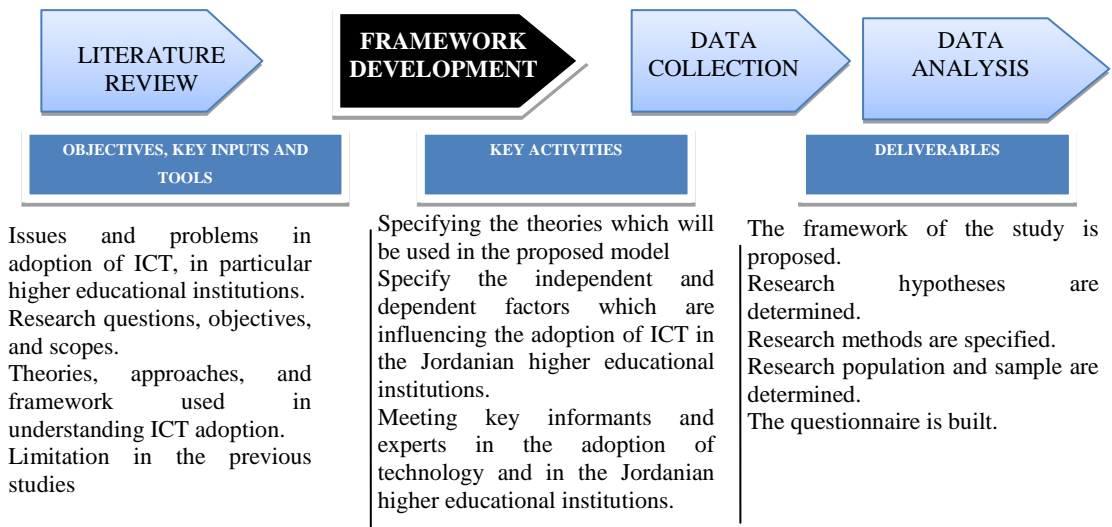 LITERATURE
REVIEW
FRAMEWORK
DEVELOPMENT
DATA
COLLECTION
DATA
ANALYSIS
OBJECTIVES, KEY INPUTS AND
TOOLS
KEY ACTIVITIES
DELIVERABLES
Issues and problems in
adoption of ICT, in particular
higher educational institutions.
Research questions, objectives,
and scopes.
Theories, approaches, and
framework used in
understanding ICT adoption.
Limitation in the previous
studies
Specifying the theories which will
be used in the proposed model
Specify the independent and
dependent factors which are
influencing the adoption of ICT in
the Jordanian higher educational
institutions.
Meeting key informants and
experts in the adoption of
technology and in the Jordanian
higher educational institutions.
The framework of the study is
proposed.
Research hypotheses are
determined.
Research methods are specified.
Research population and sample are
determined.
The questionnaire is built.